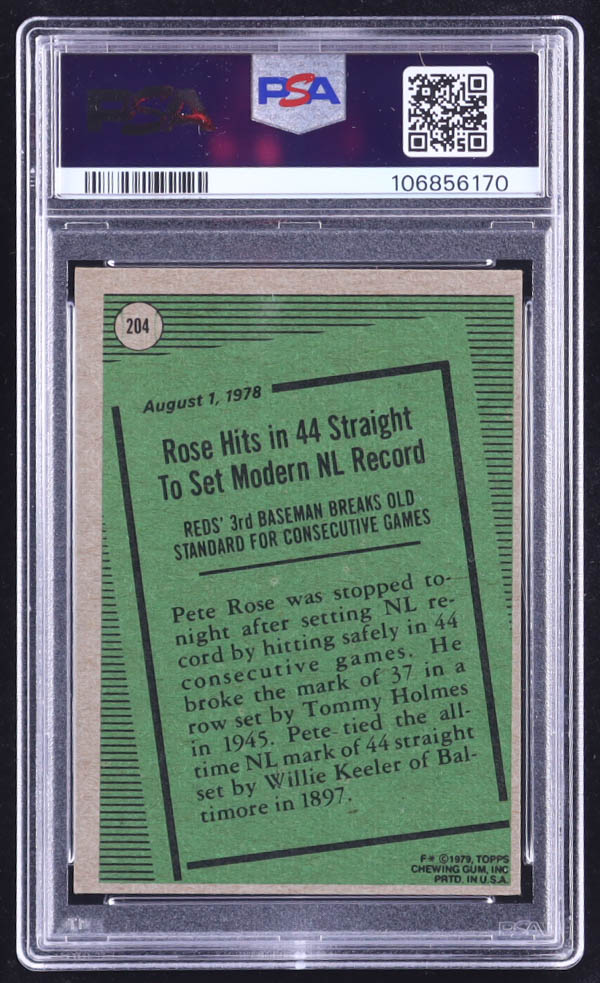 PSA
PSA
106856170
204
August 1, 1978
Rose Hits in 44 Straight
To Set Modern NL Record
REDS' 3rd BASEMAN BREAKS OLD
STANDARD FOR CONSECUTIVE GAMES
Pete Rose was stopped to-
night after setting NL re-
cord by hitting safely in 44
consecutive games. He
broke the mark of 37 in a
row set by Tommy Holmes
in 1945. Pete tied the all-
time NL mark of 44 straight
set by Willie Keeler of Bal-
timore in 1897.
F* ©1979, TOPPS
CHEWING GUM, INC
PRTD. IN U.S.A.
TM
PSA